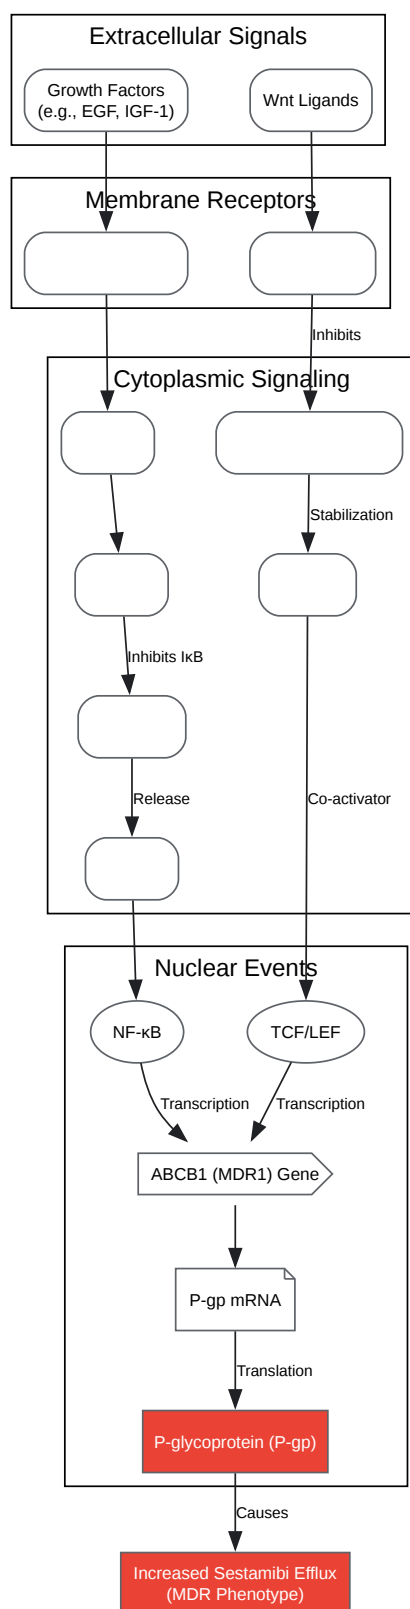 Extracellular Signals
Growth Factors
(e.g., EGF, IGF-1)
Wnt Ligands
Membrane Receptors
Inhibits
Cytoplasmic Signaling
Stabilization
Inhibits IκB
Release
Co-activator
Nuclear Events
NF-κB
TCF/LEF
Transcription
Transcription
ABCB1 (MDR1) Gene
P-gp mRNA
Translation
P-glycoprotein (P-gp)
Causes
Increased Sestamibi Efflux
(MDR Phenotype)